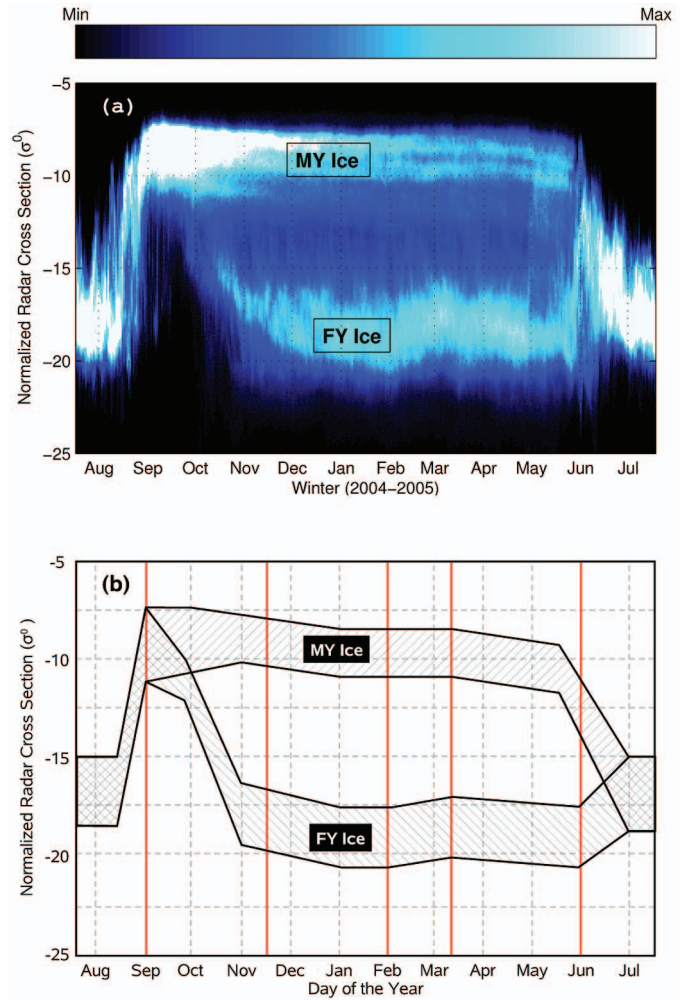 Min Max
-5
(a)
MY Ice
-10
-15
FY Ice
-20
-25
Normalized Radar Cross Section (σ⁰)
Aug Sep Oct Nov Dec Jan Feb Mar Apr May Jun Jul
Winter (2004-2005)
-5
(b)
MY Ice
-10
-15
FY Ice
-20
-25
Normalized Radar Cross Section (σ⁰)
Aug Sep Oct Nov Dec Jan Feb Mar Apr May Jun Jul
Day of the Year